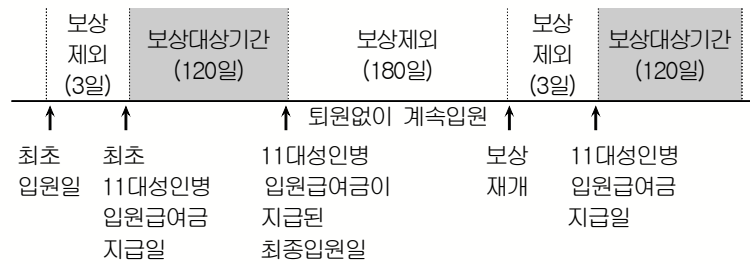 보상
제외
(3일)
보상대상기간
(120일)
보상제외
(180일)
보상
제외
(3일)
보상대상기간
(120일)
퇴원없이 계속입원
최초
입원일
최초
11대성인병
입원급여금
지급일
11대성인병
입원급여금이
지급된
최종입원일
보상
재개
11대성인병
입원급여금
지급일